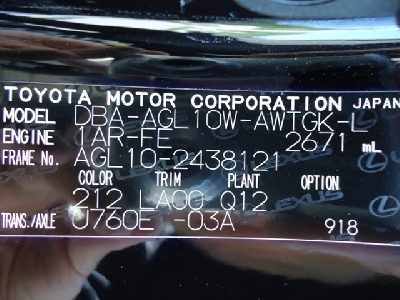 TOYOTA MOTOR CORPORATION JAPAN
MODEL DBA-AGL10W-AWTGK-L
ENGINE 1AR-FE 2671 mL
FRAME No. AGL10-2438121
COLOR TRIM PLANT OPTION
212 LA00 Q12
TRANS./AXLE U760E -03A 918
LEXUS